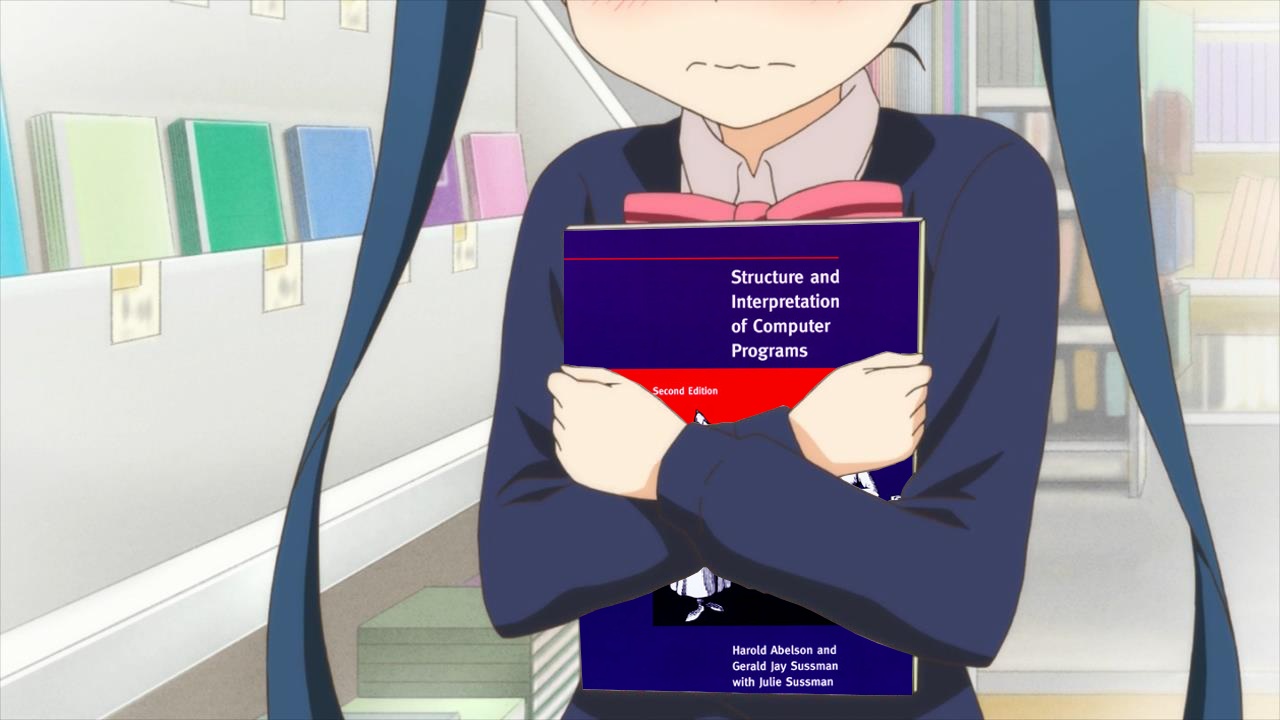 Structure and
Interpretation
of Computer
Programs
Second Edition
Harold Abelson and
Gerald Jay Sussman
with Julie Sussman